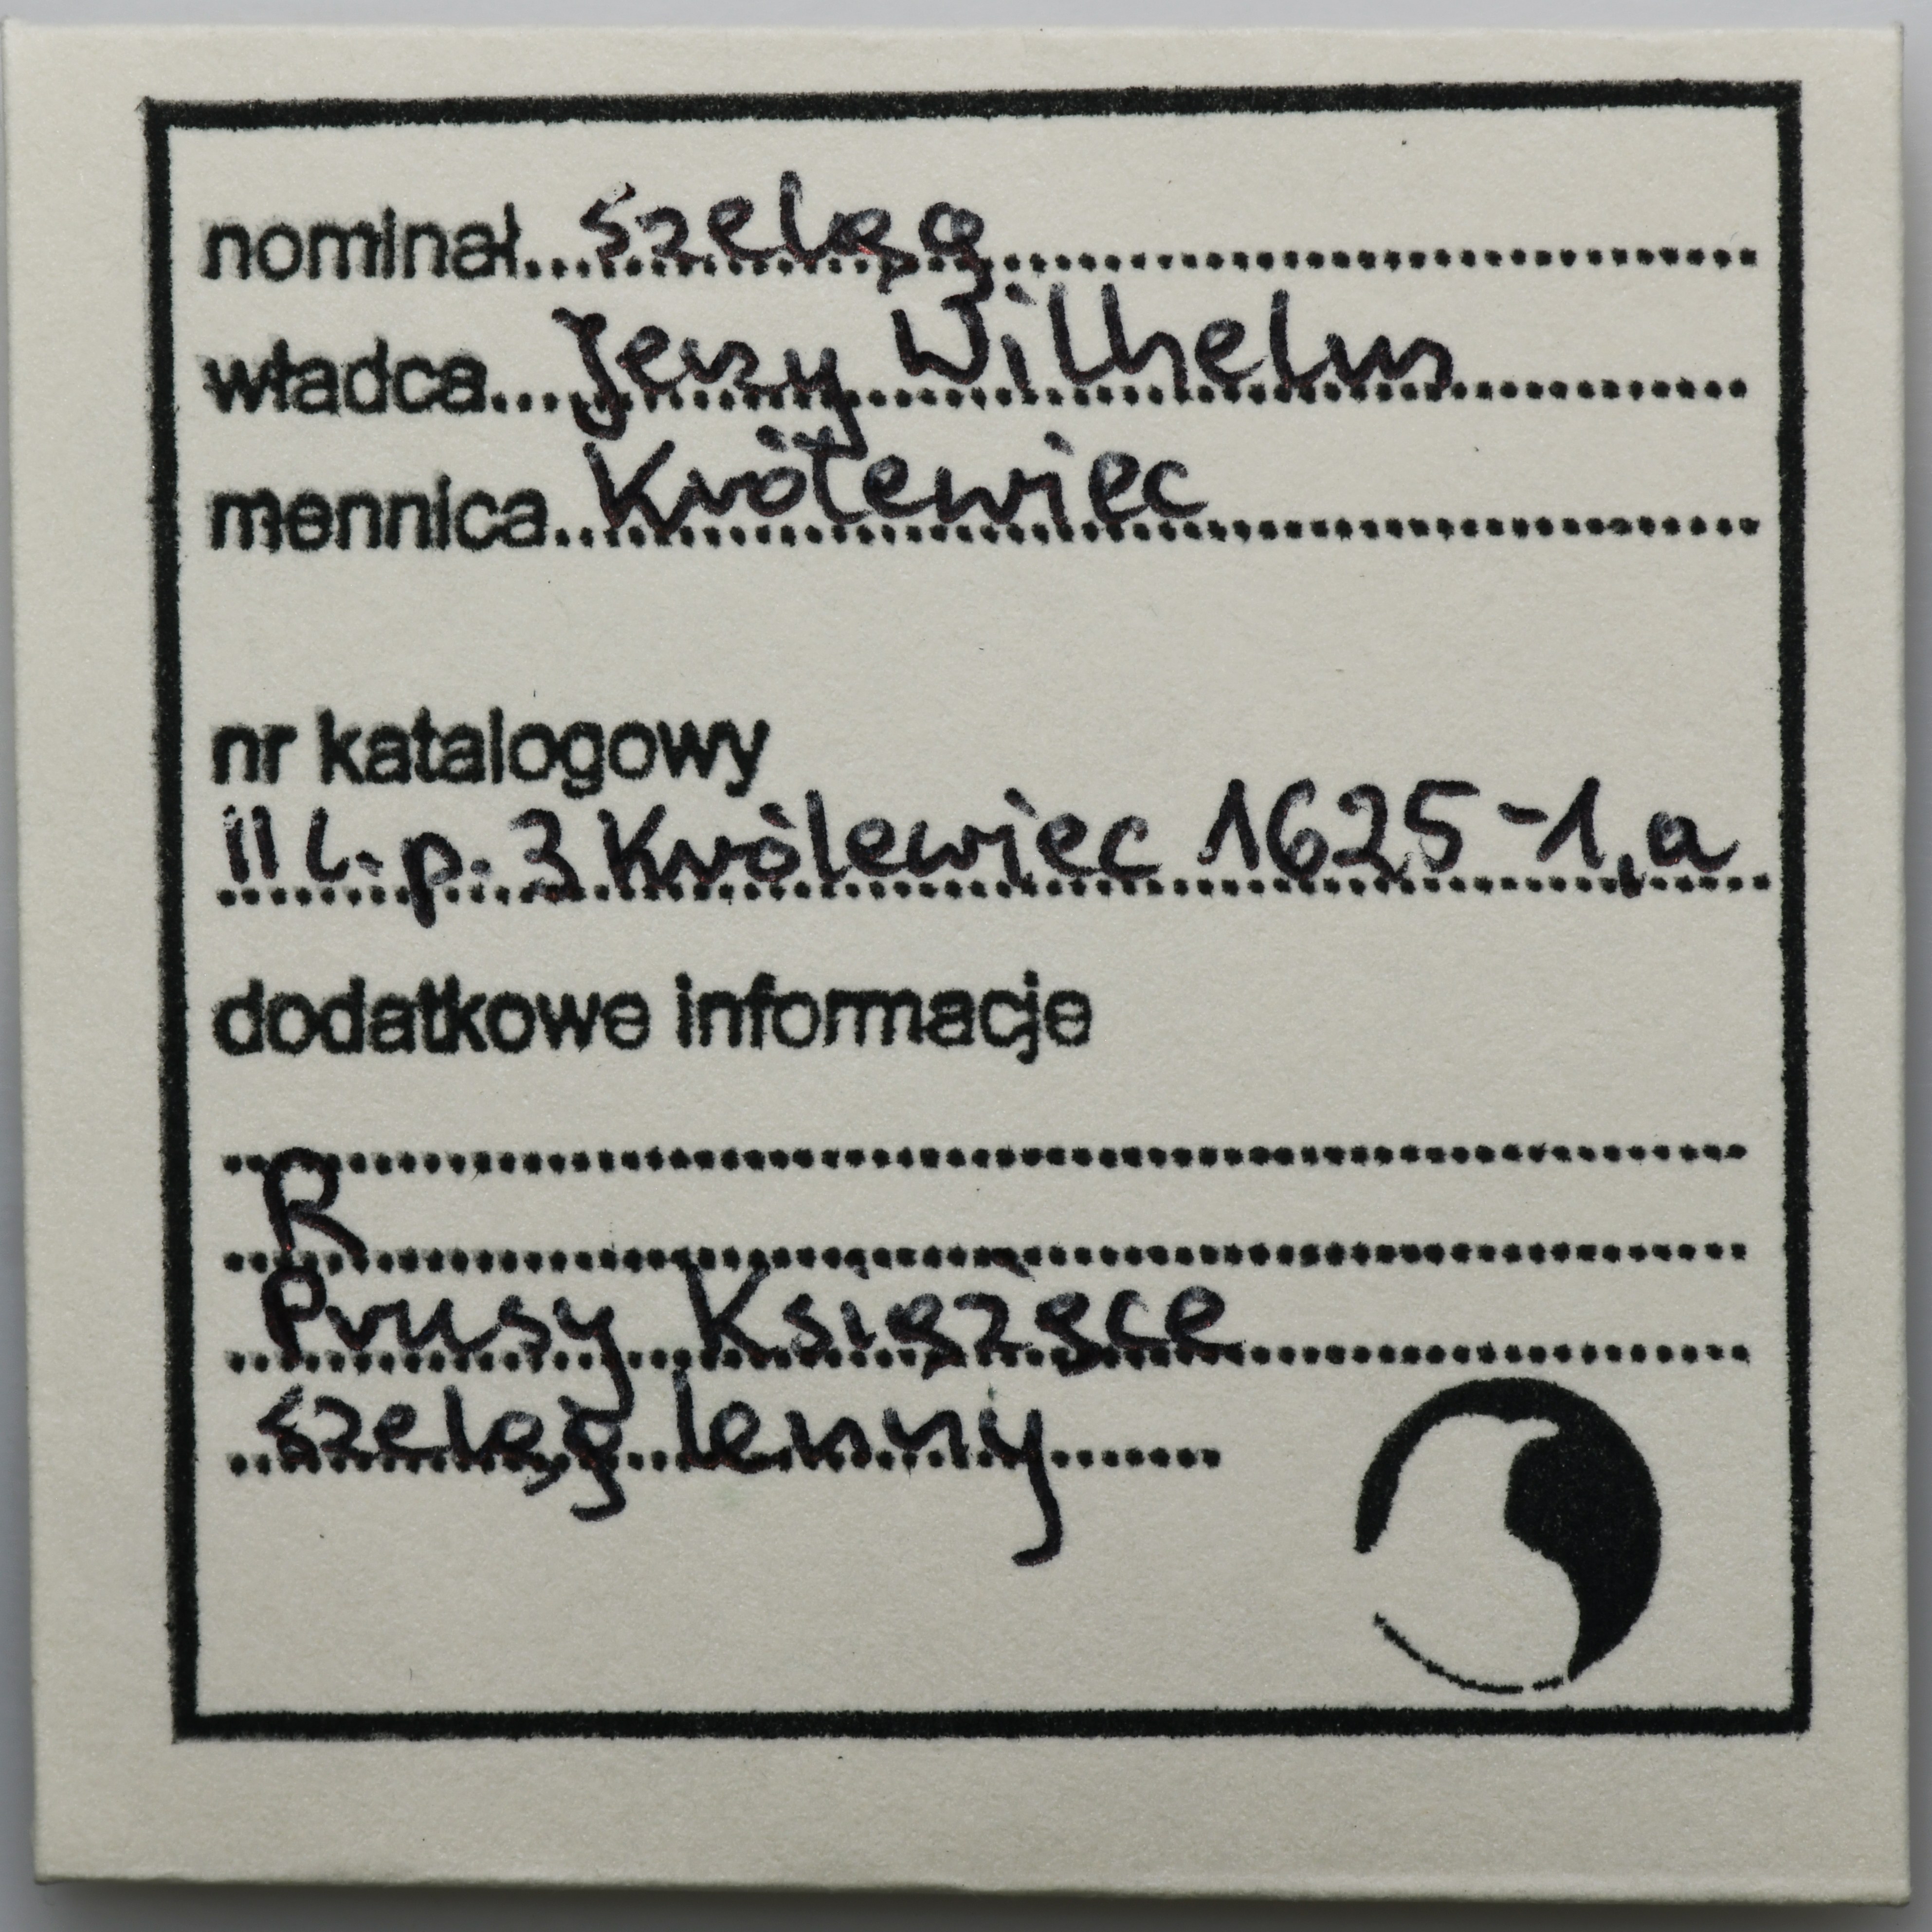 nominał.. szeląg
władca... Jerzy Wilhelm
mennica.. Królewiec
nr katalogowy
III l.p. 3 Królewiec 1625-1,a
dodatkowe informacje
R
Prusy Książęce
szeląg lenny